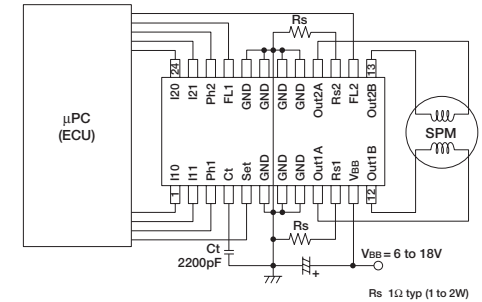 Rs
24
13
I20
I21
Ph2
FL1
GND
GND
GND
GND
Out2A
Rs2
FL2
Out2B
μPC
(ECU)
SPM
I10
I11
Ph1
Ct
Set
GND
GND
GND
Out1A
Rs1
VBB
Out1B
1
12
Rs
Ct
2200pF
+
VBB = 6 to 18V
Rs 1Ω typ (1 to 2W)